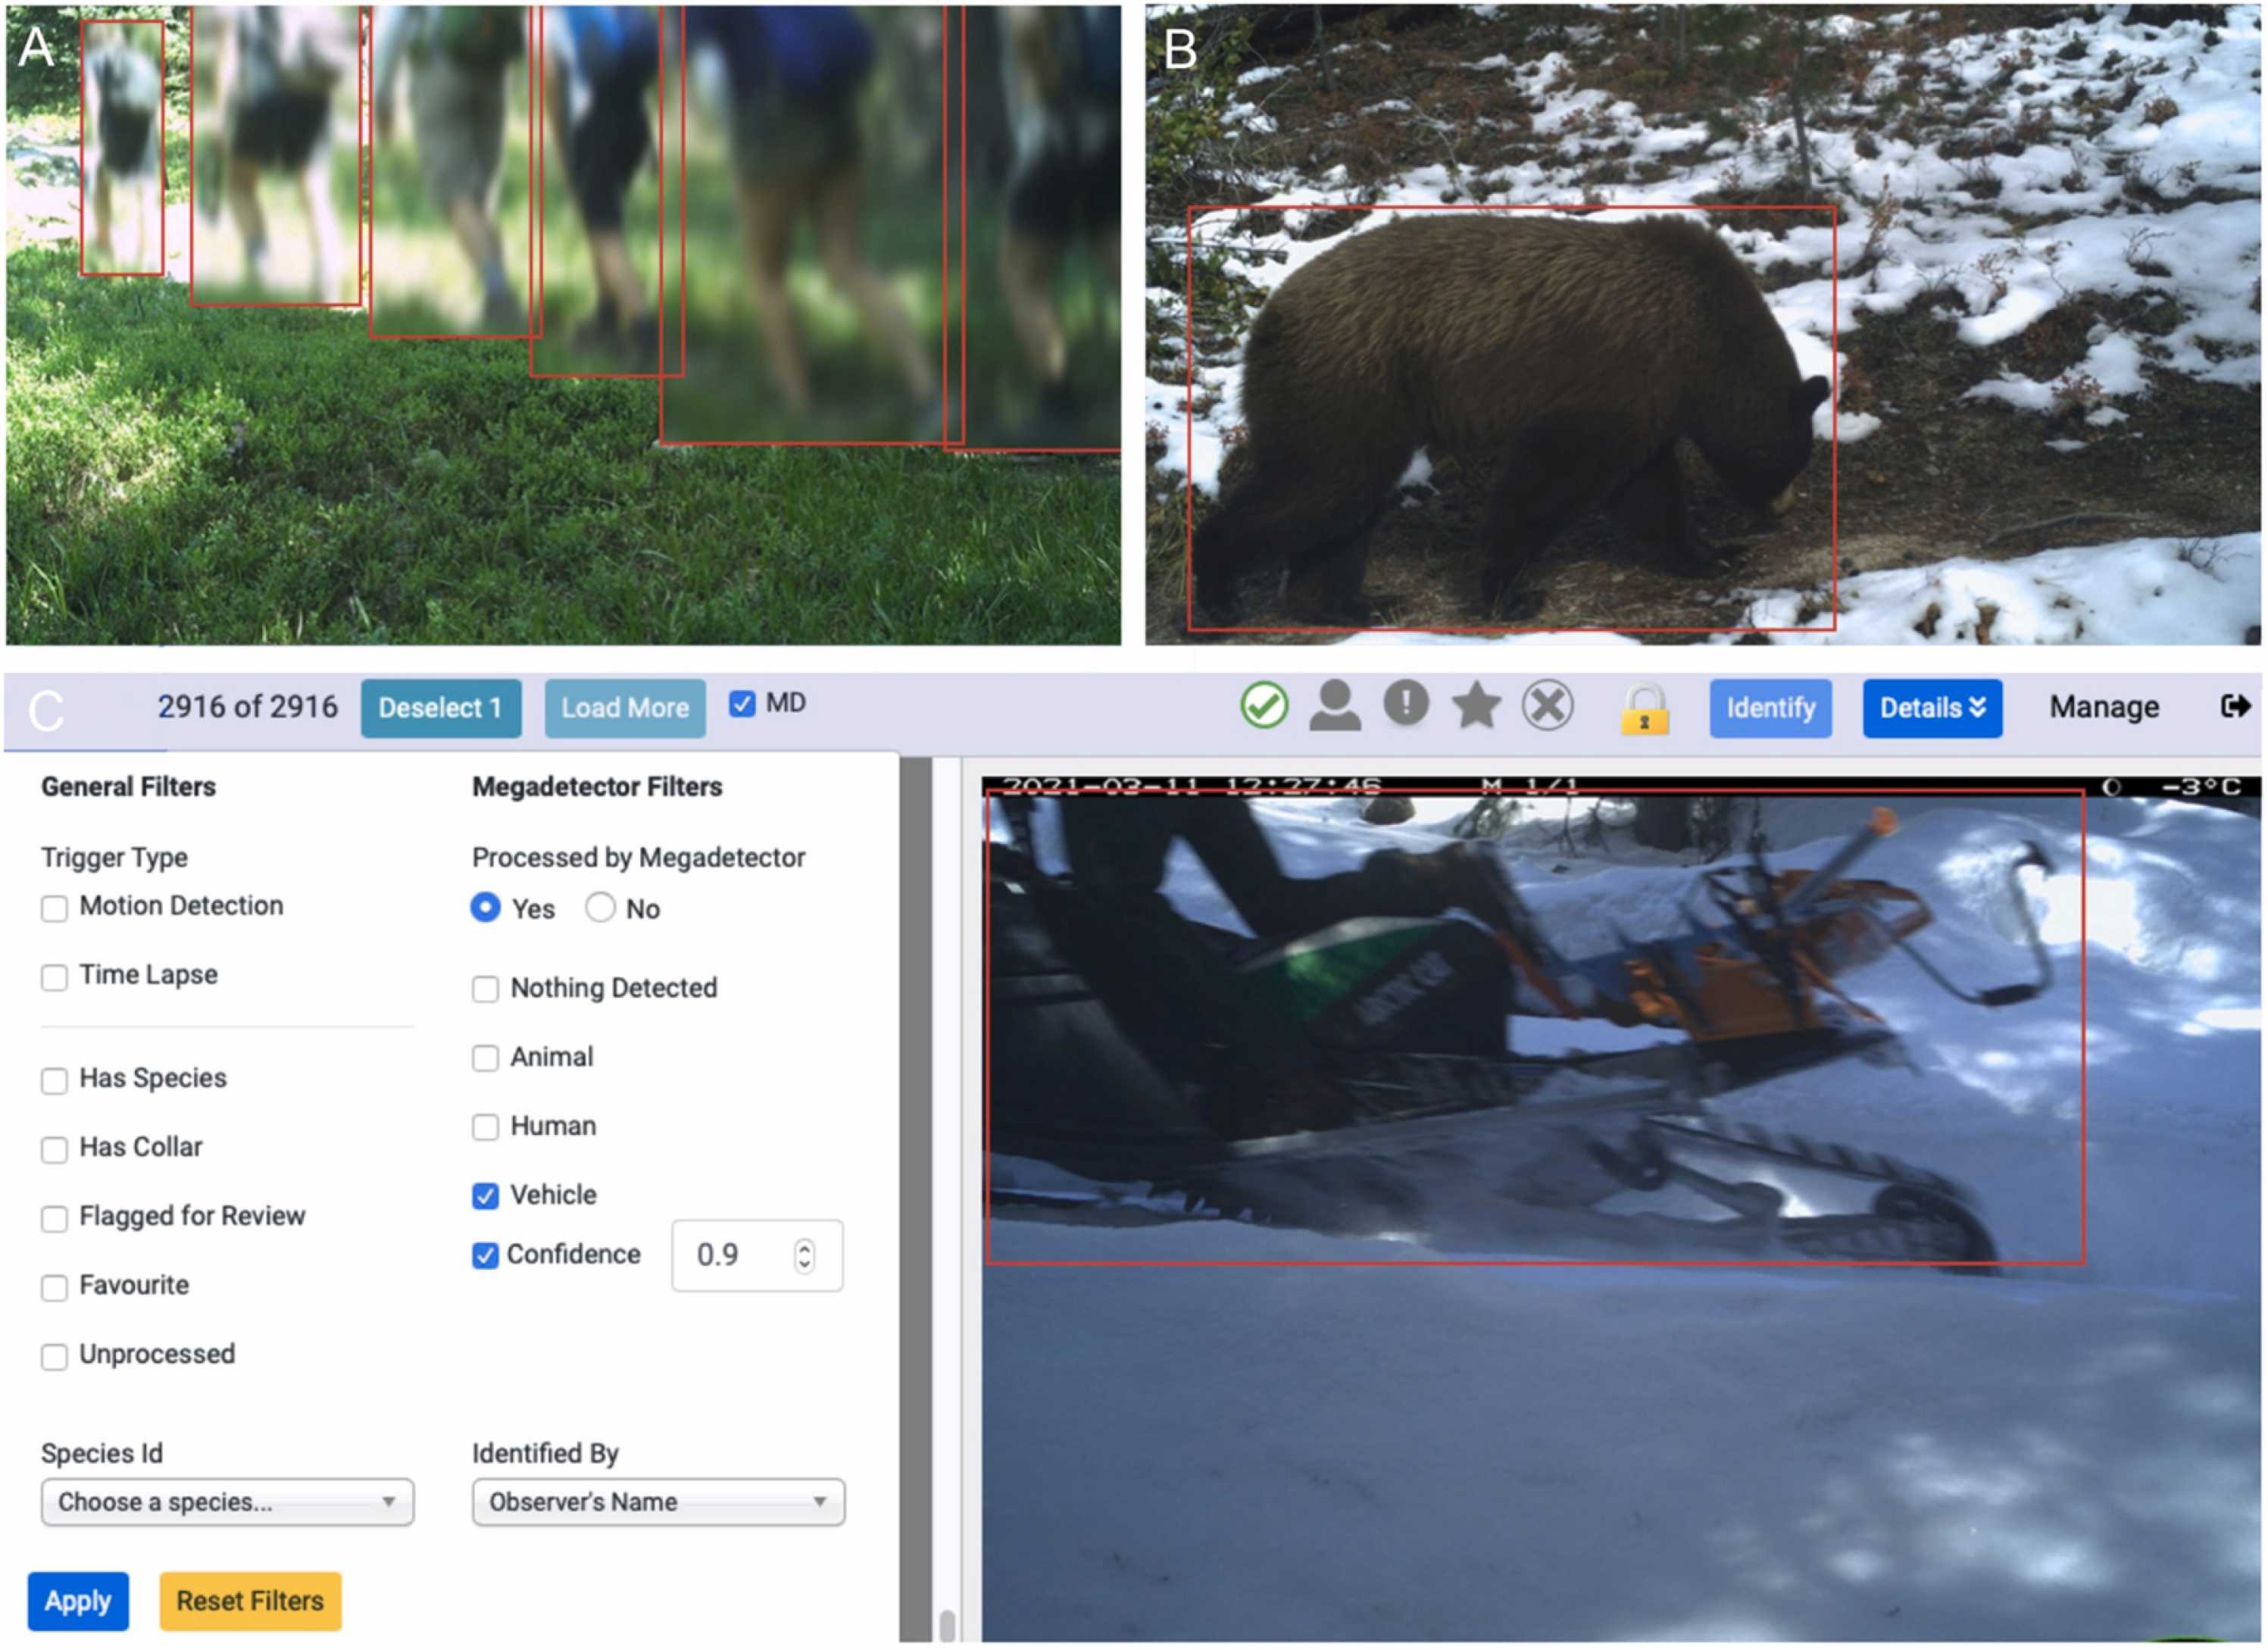 A
B
C
2916 of 2916
Deselect 1
Load More
MD
Identify
Details
Manage
General Filters
Trigger Type
Motion Detection
Time Lapse
Has Species
Has Collar
Flagged for Review
Favourite
Unprocessed
Species Id
Choose a species...
Apply
Reset Filters
Megadetector Filters
Processed by Megadetector
Yes
No
Nothing Detected
Animal
Human
Vehicle
Confidence
0.9
Identified By
Observer's Name
2021-03-11 12:27:46 M 1/1 -3°C
ARCTIC CAT